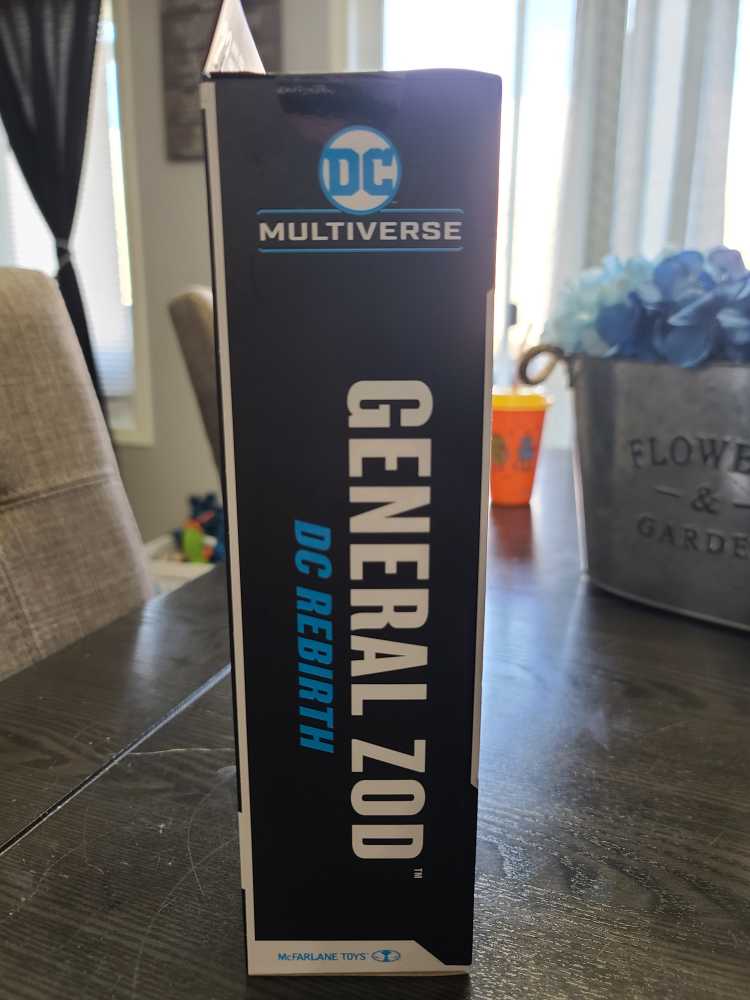 DC
MULTIVERSE
GENERAL ZOD™
DC REBIRTH
McFARLANE TOYS
FLOWE
— & —
GARDE